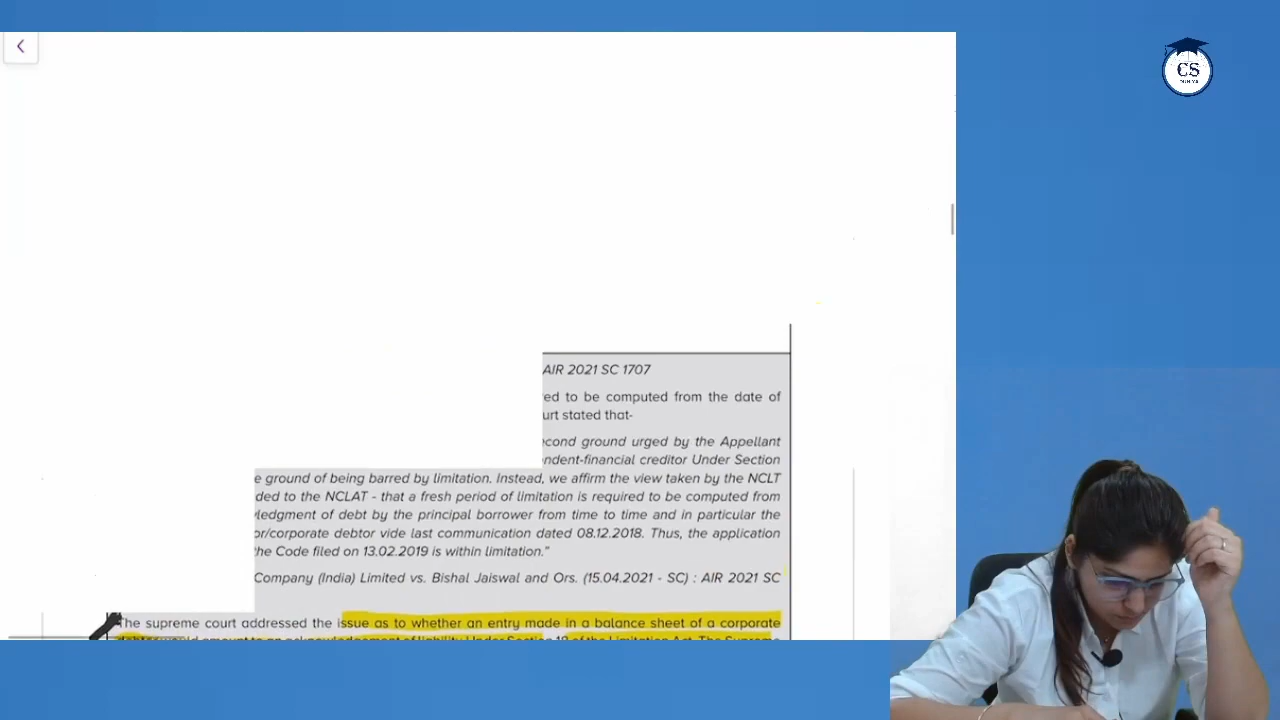 CS
AIR 2021 SC 1707
ed to be computed from the date of
urt stated that-
cond ground urged by the Appellant
ndent-financial creditor Under Section
e ground of being barred by limitation. Instead, we affirm the view taken by the NCLT
ded to the NCLAT - that a fresh period of limitation is required to be computed from
ledgment of debt by the principal borrower from time to time and in particular the
or/corporate debtor vide last communication dated 08.12.2018. Thus, the application
he Code filed on 13.02.2019 is within limitation."
Company (India) Limited vs. Bishal Jaiswal and Ors. (15.04.2021 - SC) : AIR 2021 SC
The supreme court addressed the issue as to whether an entry made in a balance sheet of a corporate
of the Limitation Act. The